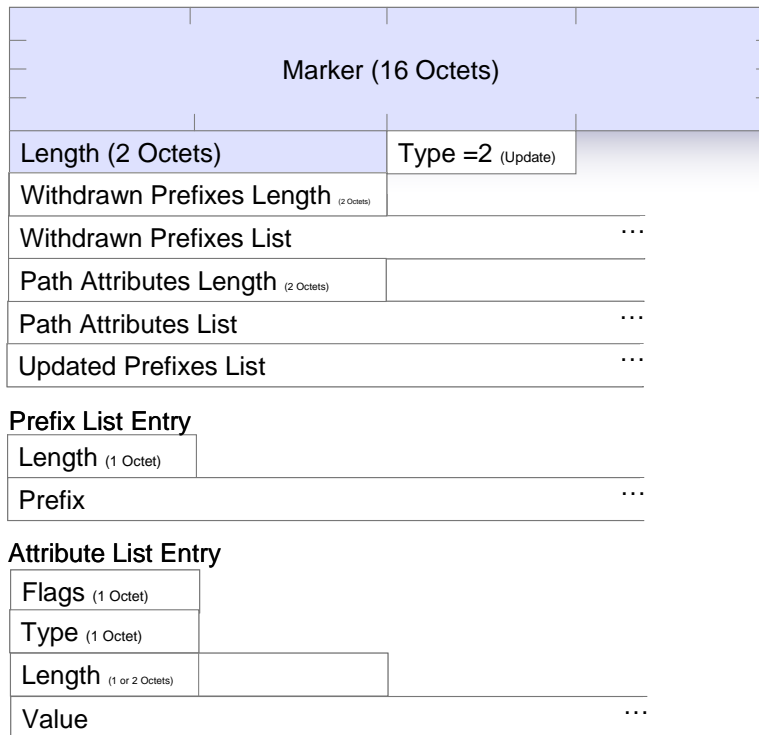 Marker (16 Octets)
Length (2 Octets) Type =2 (Update)
Withdrawn Prefixes Length (2 Octets)
Withdrawn Prefixes List ...
Path Attributes Length (2 Octets)
Path Attributes List ...
Updated Prefixes List ...
Prefix List Entry
Length (1 Octet)
Prefix ...
Attribute List Entry
Flags (1 Octet)
Type (1 Octet)
Length (1 or 2 Octets)
Value ...